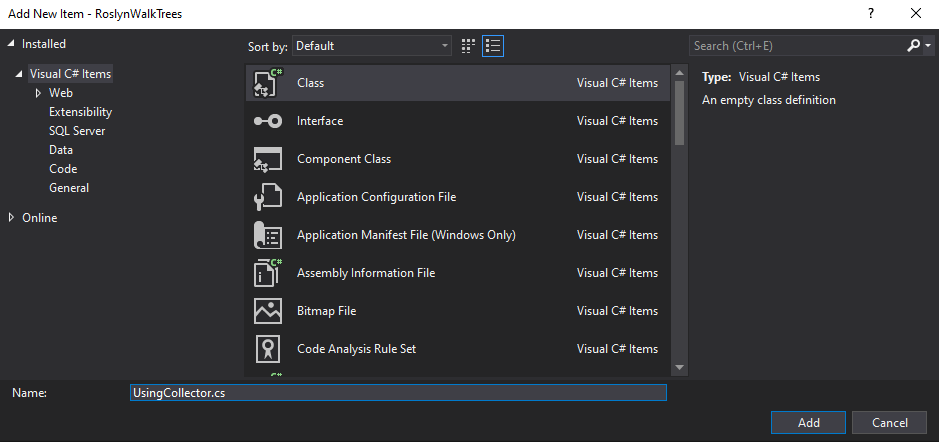 Add New Item - RoslynWalkTrees
? ×
Installed
Sort by: Default
Search (Ctrl+E)
Visual C# Items
Web
Extensibility
SQL Server
Data
Code
General
Online
C#
Class Visual C# Items
Interface Visual C# Items
Component Class Visual C# Items
Application Configuration File Visual C# Items
Application Manifest File (Windows Only) Visual C# Items
C#
Assembly Information File Visual C# Items
Bitmap File Visual C# Items
Code Analysis Rule Set Visual C# Items
Type: Visual C# Items
An empty class definition
Name: UsingCollector.cs
Add Cancel